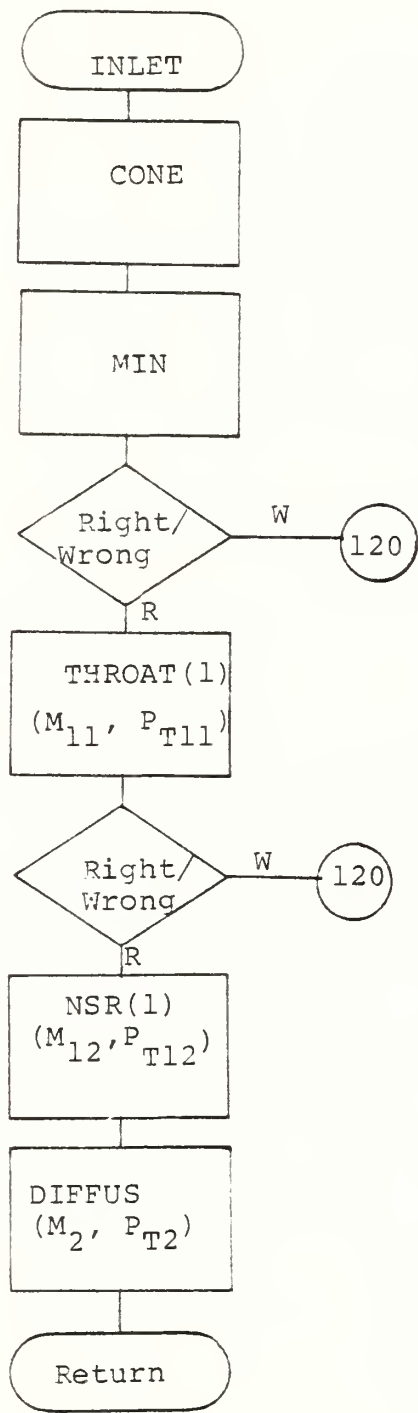 INLET
CONE
MIN
Right/
Wrong
W
120
R
THROAT(1)
(M11, PT11)
Right/
Wrong
W
120
R
NSR(1)
(M12,PT12)
DIFFUS
(M2, PT2)
Return